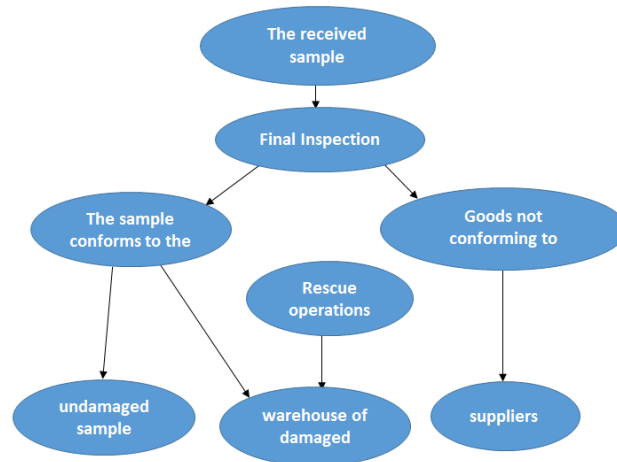 The received
sample
Final Inspection
The sample
conforms to the
Goods not
conforming to
Rescue
operations
undamaged
sample
warehouse of
damaged
suppliers